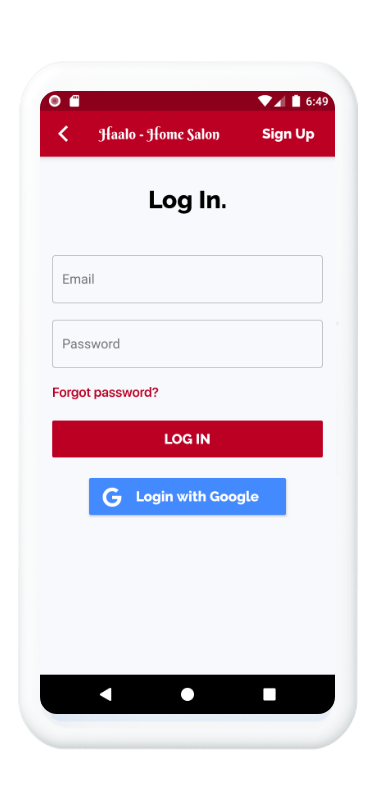 6:49
Haalo - Home Salon
Sign Up
Log In.
Email
Password
Forgot password?
LOG IN
G Login with Google